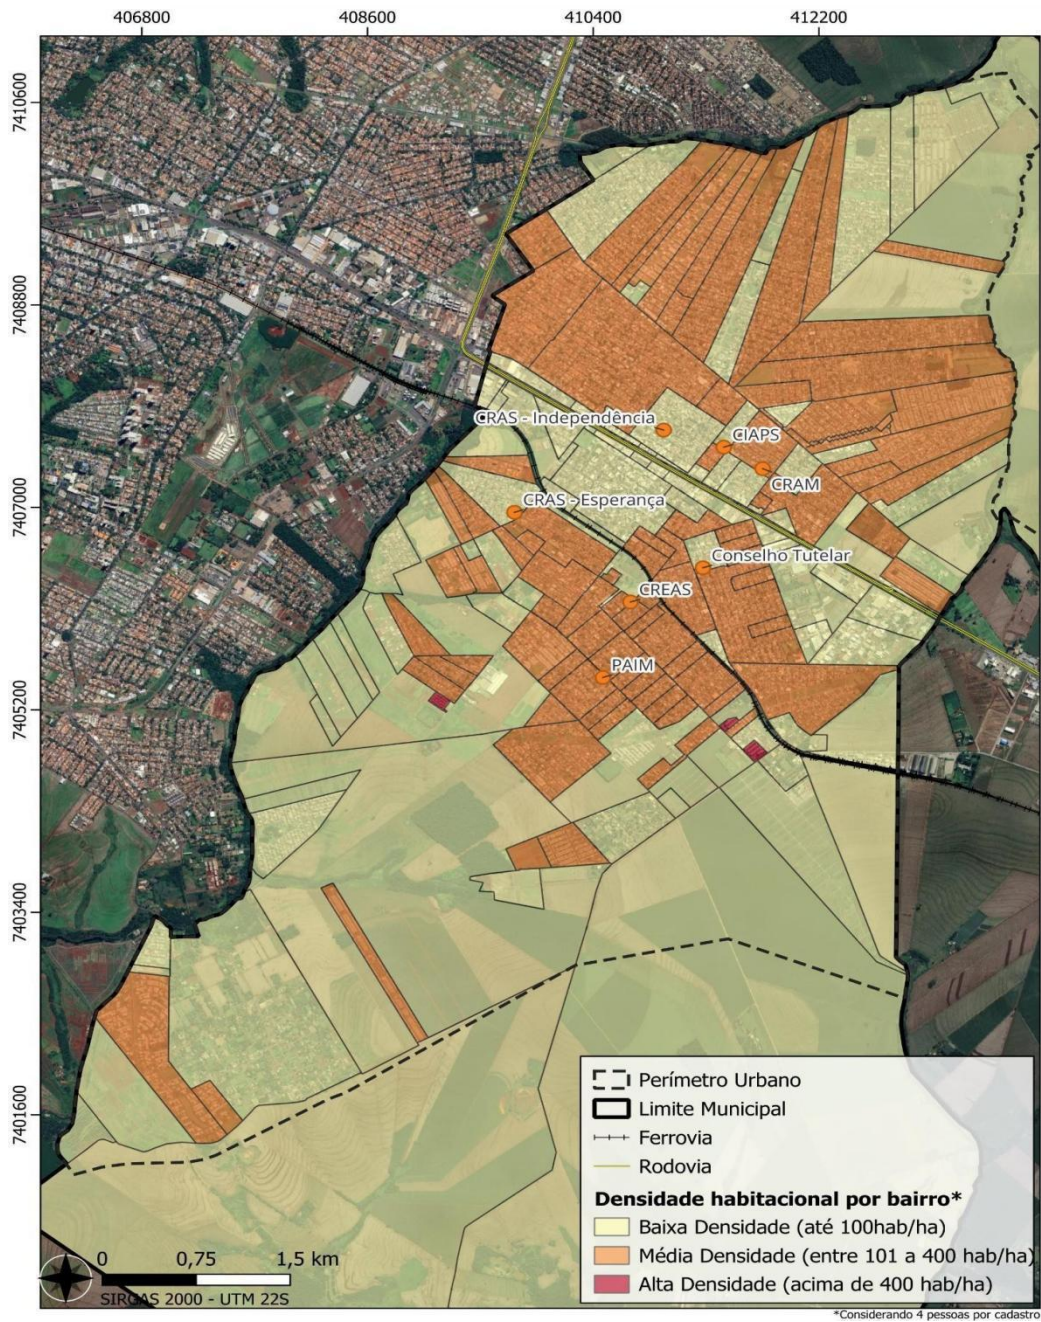 406800
408600
410400
412200
7410600
7408800
7407000
7405200
7403400
7401600
CRAS - Independência
CIAPS
CRAM
CRAS - Esperança
Conselho Tutelar
CREAS
PAIM
Perímetro Urbano
Limite Municipal
Ferrovia
Rodovia
Densidade habitacional por bairro*
Baixa Densidade (até 100hab/ha)
Média Densidade (entre 101 a 400 hab/ha)
Alta Densidade (acima de 400 hab/ha)
0 0,75 1,5 km
SIRGAS 2000 - UTM 22S
*Considerando 4 pessoas por cadastro